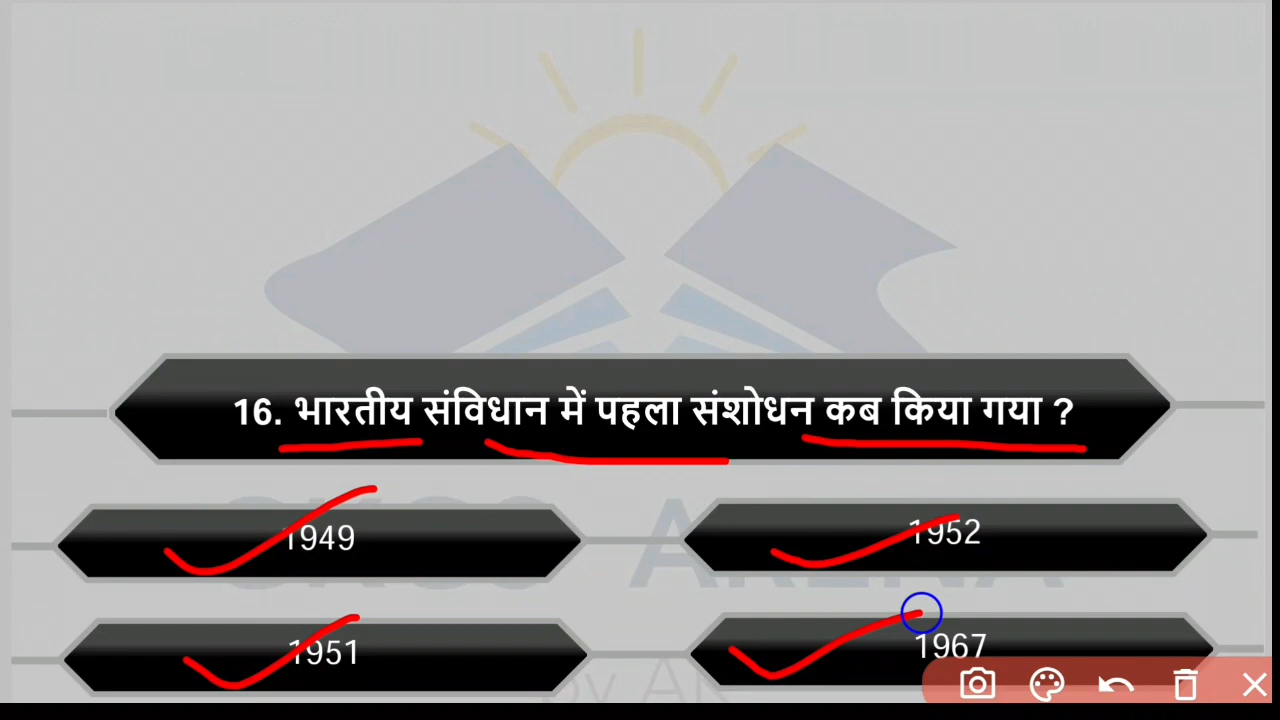 16. भारतीय संविधान में पहला संशोधन कब किया गया ?
1949
1952
1951
1967